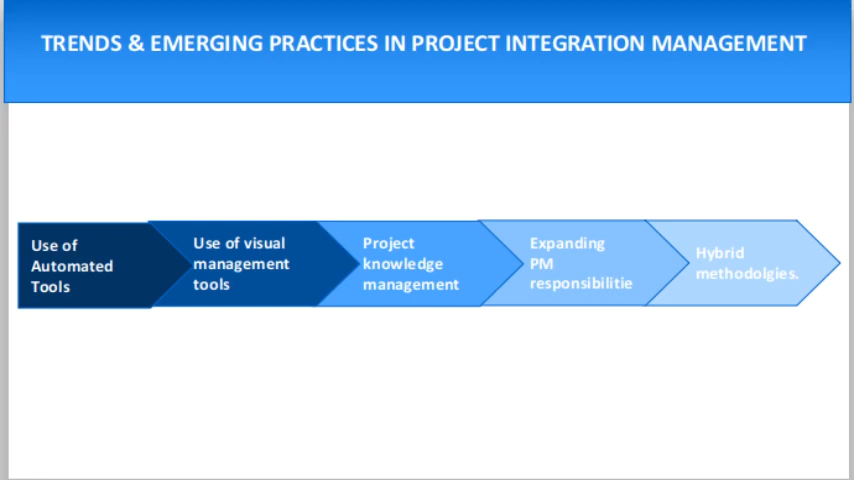 TRENDS & EMERGING PRACTICES IN PROJECT INTEGRATION MANAGEMENT
Use of
Automated
Tools
Use of visual
management
tools
Project
knowledge
management
Expanding
PM
responsibilitie
Hybrid
methodolgies.